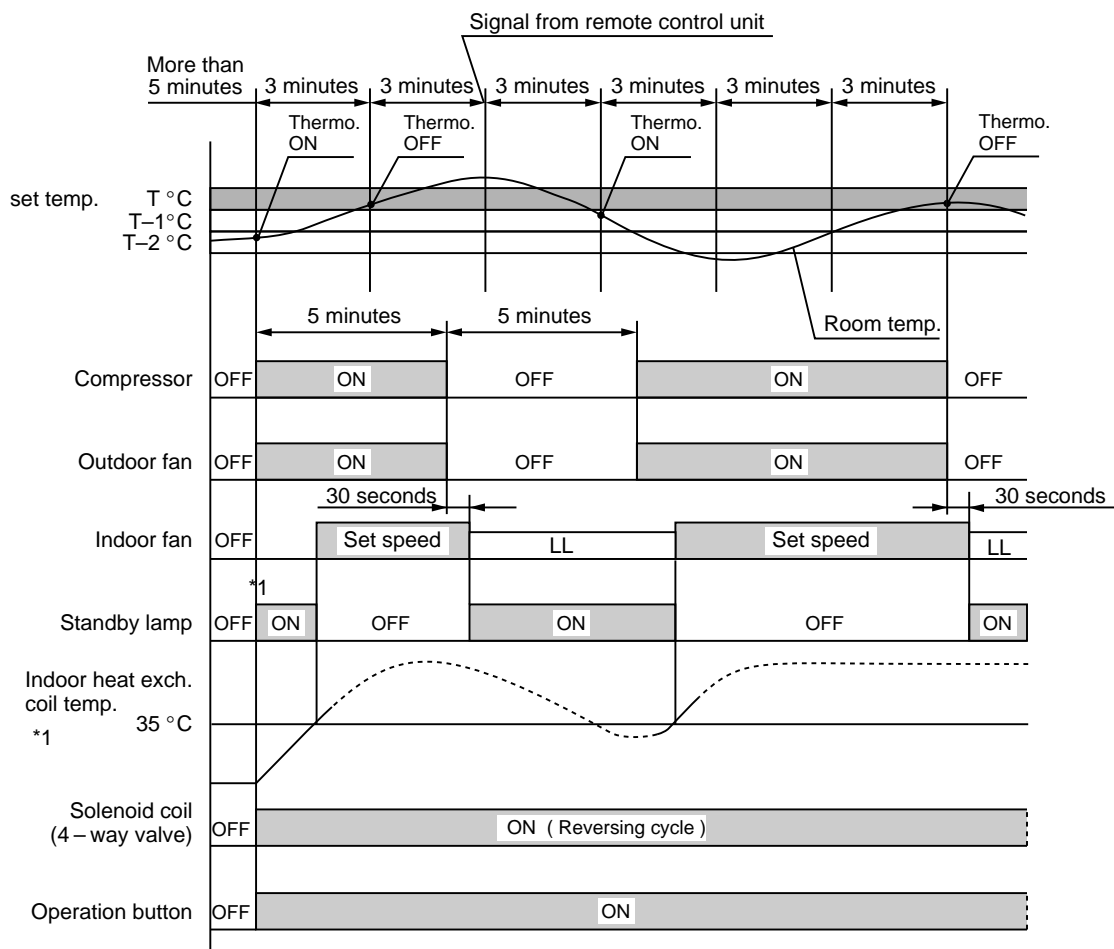 Signal from remote control unit
More than
5 minutes
3 minutes 3 minutes 3 minutes 3 minutes 3 minutes 3 minutes
Thermo.
ON
Thermo.
OFF
Thermo.
ON
Thermo.
OFF
set temp. T °C
T–1°C
T–2 °C
5 minutes 5 minutes
Room temp.
Compressor OFF ON OFF ON OFF
Outdoor fan OFF ON OFF ON OFF
30 seconds 30 seconds
Indoor fan OFF Set speed LL Set speed LL
*1
Standby lamp OFF ON OFF ON OFF ON
Indoor heat exch.
coil temp.
35 °C
*1
Solenoid coil
(4 – way valve) OFF ON ( Reversing cycle )
Operation button OFF ON